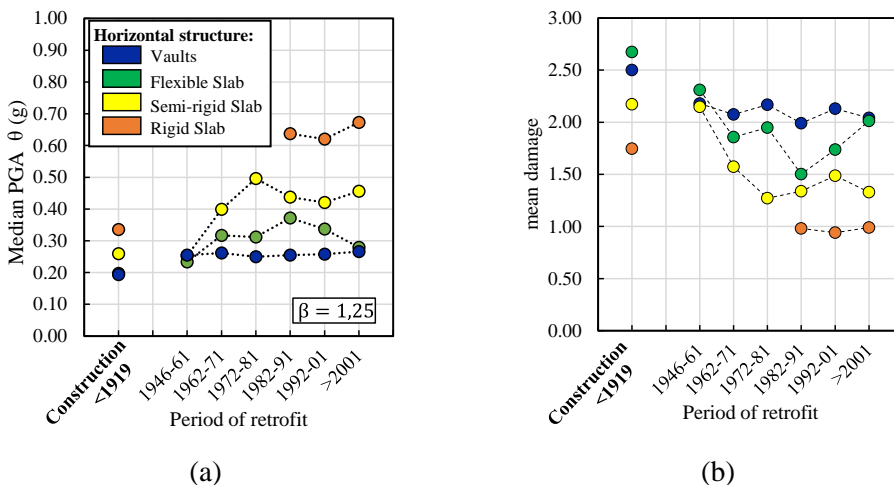 1.00
0.90
0.80
0.70
0.60
0.50
0.40
0.30
0.20
0.10
0.00
Median PGA θ (g)
Horizontal structure:
Vaults
Flexible Slab
Semi-rigid Slab
Rigid Slab
β = 1,25
Construction
<1919
1946-61
1962-71
1972-81
1982-91
1992-01
>2001
Period of retrofit
(a)
3.00
2.50
2.00
1.50
1.00
0.50
0.00
mean damage
Construction
<1919
1946-61
1962-71
1972-81
1982-91
1992-01
>2001
Period of retrofit
(b)